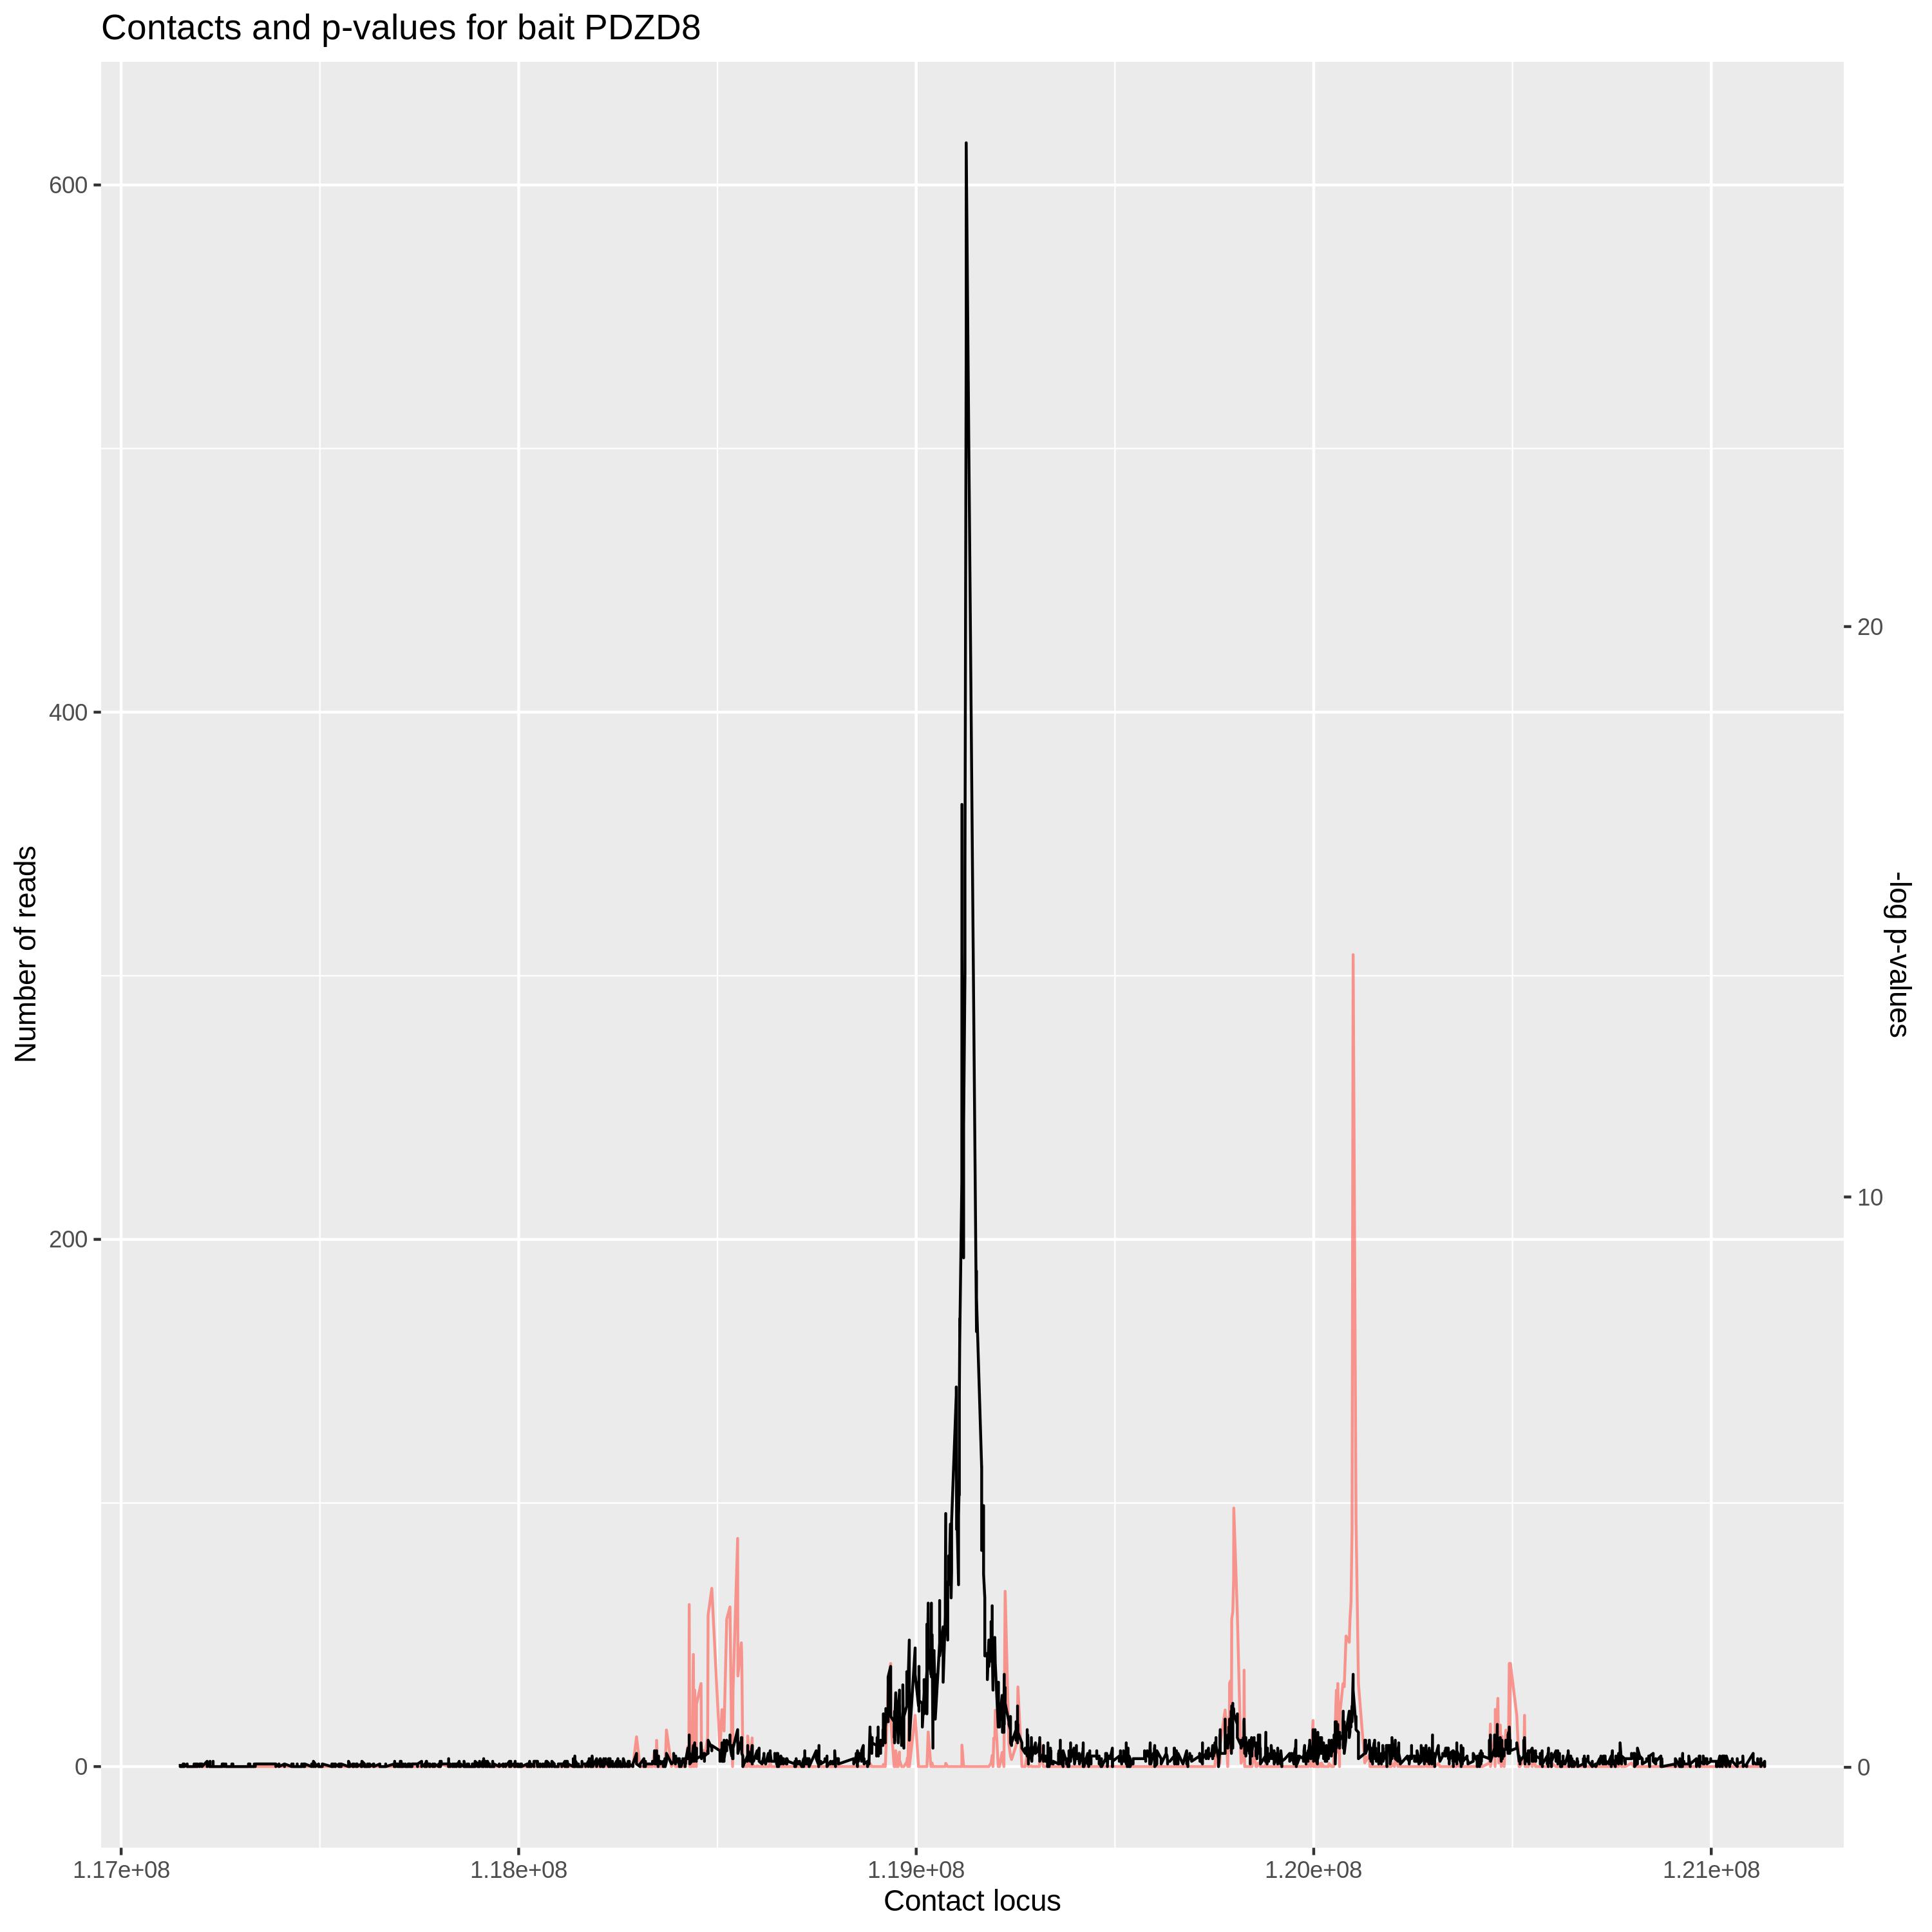 Contacts and p-values for bait PDZD8
600
400
200
0
Number of reads
20
10
0
-log p-values
1.17e+08
1.18e+08
1.19e+08
1.20e+08
1.21e+08
Contact locus